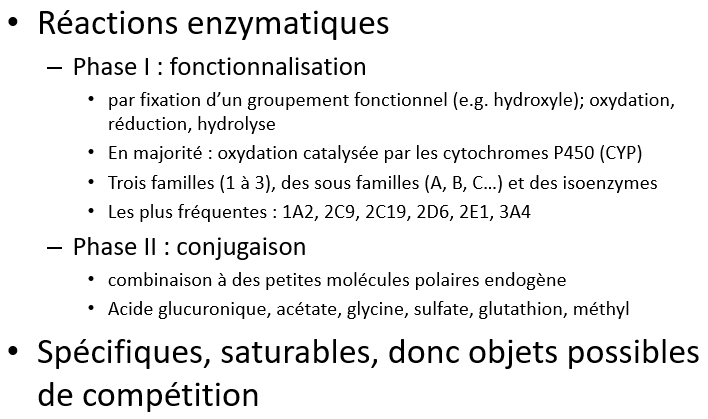 • Réactions enzymatiques
– Phase I : fonctionnalisation
• par fixation d’un groupement fonctionnel (e.g. hydroxyle); oxydation,
réduction, hydrolyse
• En majorité : oxydation catalysée par les cytochromes P450 (CYP)
• Trois familles (1 à 3), des sous familles (A, B, C…) et des isoenzymes
• Les plus fréquentes : 1A2, 2C9, 2C19, 2D6, 2E1, 3A4
– Phase II : conjugaison
• combinaison à des petites molécules polaires endogène
• Acide glucuronique, acétate, glycine, sulfate, glutathion, méthyl
• Spécifiques, saturables, donc objets possibles
de compétition